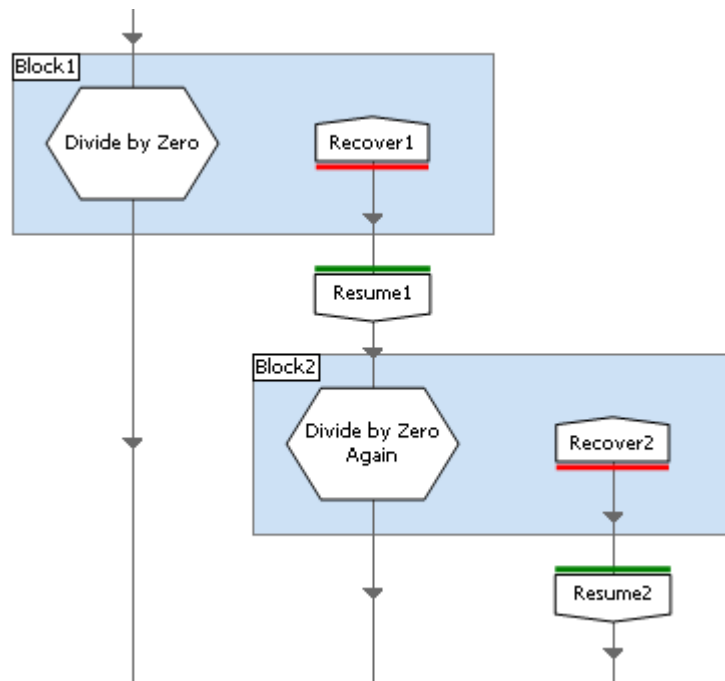 Block1
Divide by Zero
Recover1
Resume1
Block2
Divide by Zero
Again
Recover2
Resume2